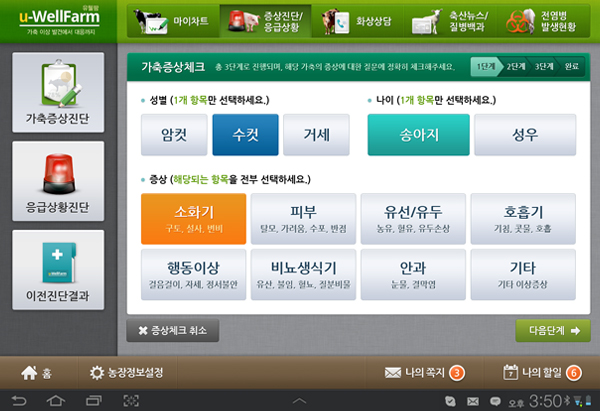 유웰팜
u-WellFarm
가축 이상 발견에서 대응까지
마이차트
증상진단/
응급상황
화상상담
축산뉴스/
질병백과
전염병
발생현황
가축증상체크 총 3단계로 진행되며, 해당 가축의 증상에 대한 질문에 정확히 체크해주세요. 1단계 2단계 3단계 완료
가축증상진단
응급상황진단
이전진단결과
성별 (1개 항목만 선택하세요.)
암컷 수컷 거세
나이 (1개 항목만 선택하세요.)
송아지 성우
증상 (해당되는 항목을 전부 선택하세요.)
소화기
구토, 설사, 변비
피부
탈모, 가려움, 수포, 반점
유선/유두
농유, 혈유, 유두손상
호흡기
기침, 콧물, 호흡
행동이상
걸음걸이, 자세, 정서불안
비뇨생식기
유산, 불임, 혈뇨, 질분비물
안과
눈물, 결막염
기타
기타 이상증상
증상체크 취소
다음단계
홈
농장정보설정
나의 쪽지 3
7 나의 할일 6
오후 3:50